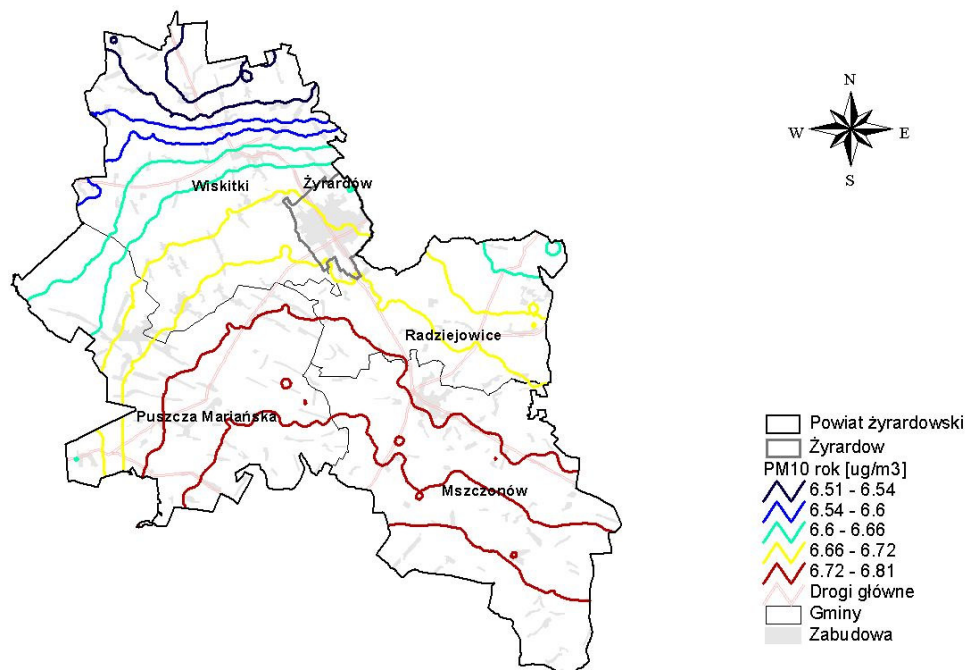 N
W
E
S
Wiskitki
Żyrardów
Radziejowice
Puszcza Mariańska
Mszczonów
Powiat żyrardowski
Żyrardow
PM10 rok [ug/m3]
6.51 - 6.54
6.54 - 6.6
6.6 - 6.66
6.66 - 6.72
6.72 - 6.81
Drogi główne
Gminy
Zabudowa